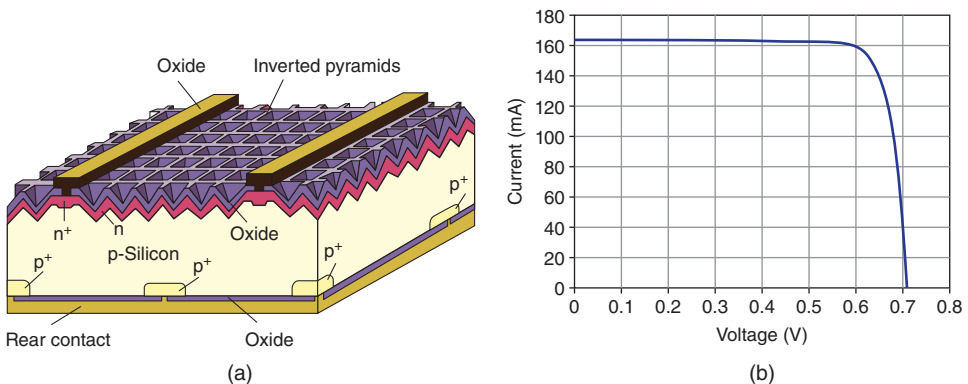 Oxide
Inverted pyramids
p+
n+
n
Oxide
p-Silicon
p+
p+
p+
Rear contact
Oxide
(a)
Current (mA)
180
160
140
120
100
80
60
40
20
0
0
0.1
0.2
0.3
0.4
0.5
0.6
0.7
0.8
Voltage (V)
(b)